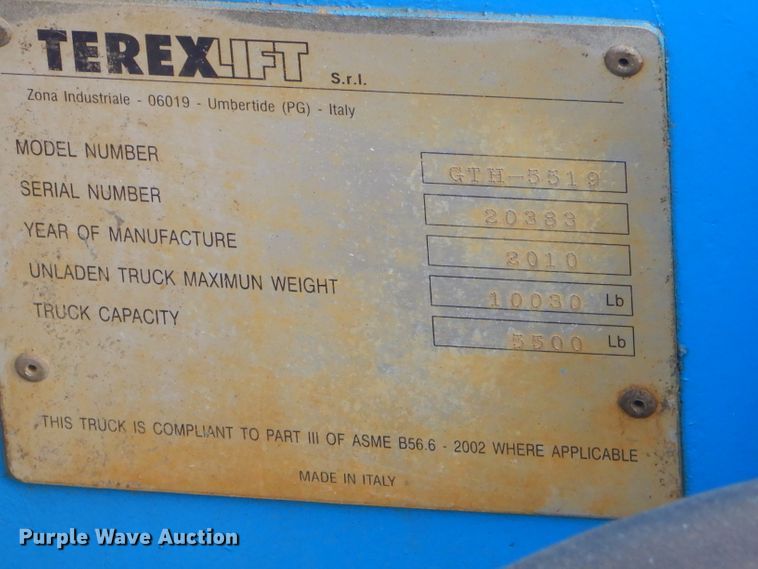 TEREXLIFT S.r.l.
Zona Industriale - 06019 - Umbertide (PG) - Italy
MODEL NUMBER GTH-5519
SERIAL NUMBER 20383
YEAR OF MANUFACTURE 2010
UNLADEN TRUCK MAXIMUN WEIGHT 10030 Lb
TRUCK CAPACITY 5500 Lb
THIS TRUCK IS COMPLIANT TO PART III OF ASME B56.6 - 2002 WHERE APPLICABLE
MADE IN ITALY
Purple Wave Auction